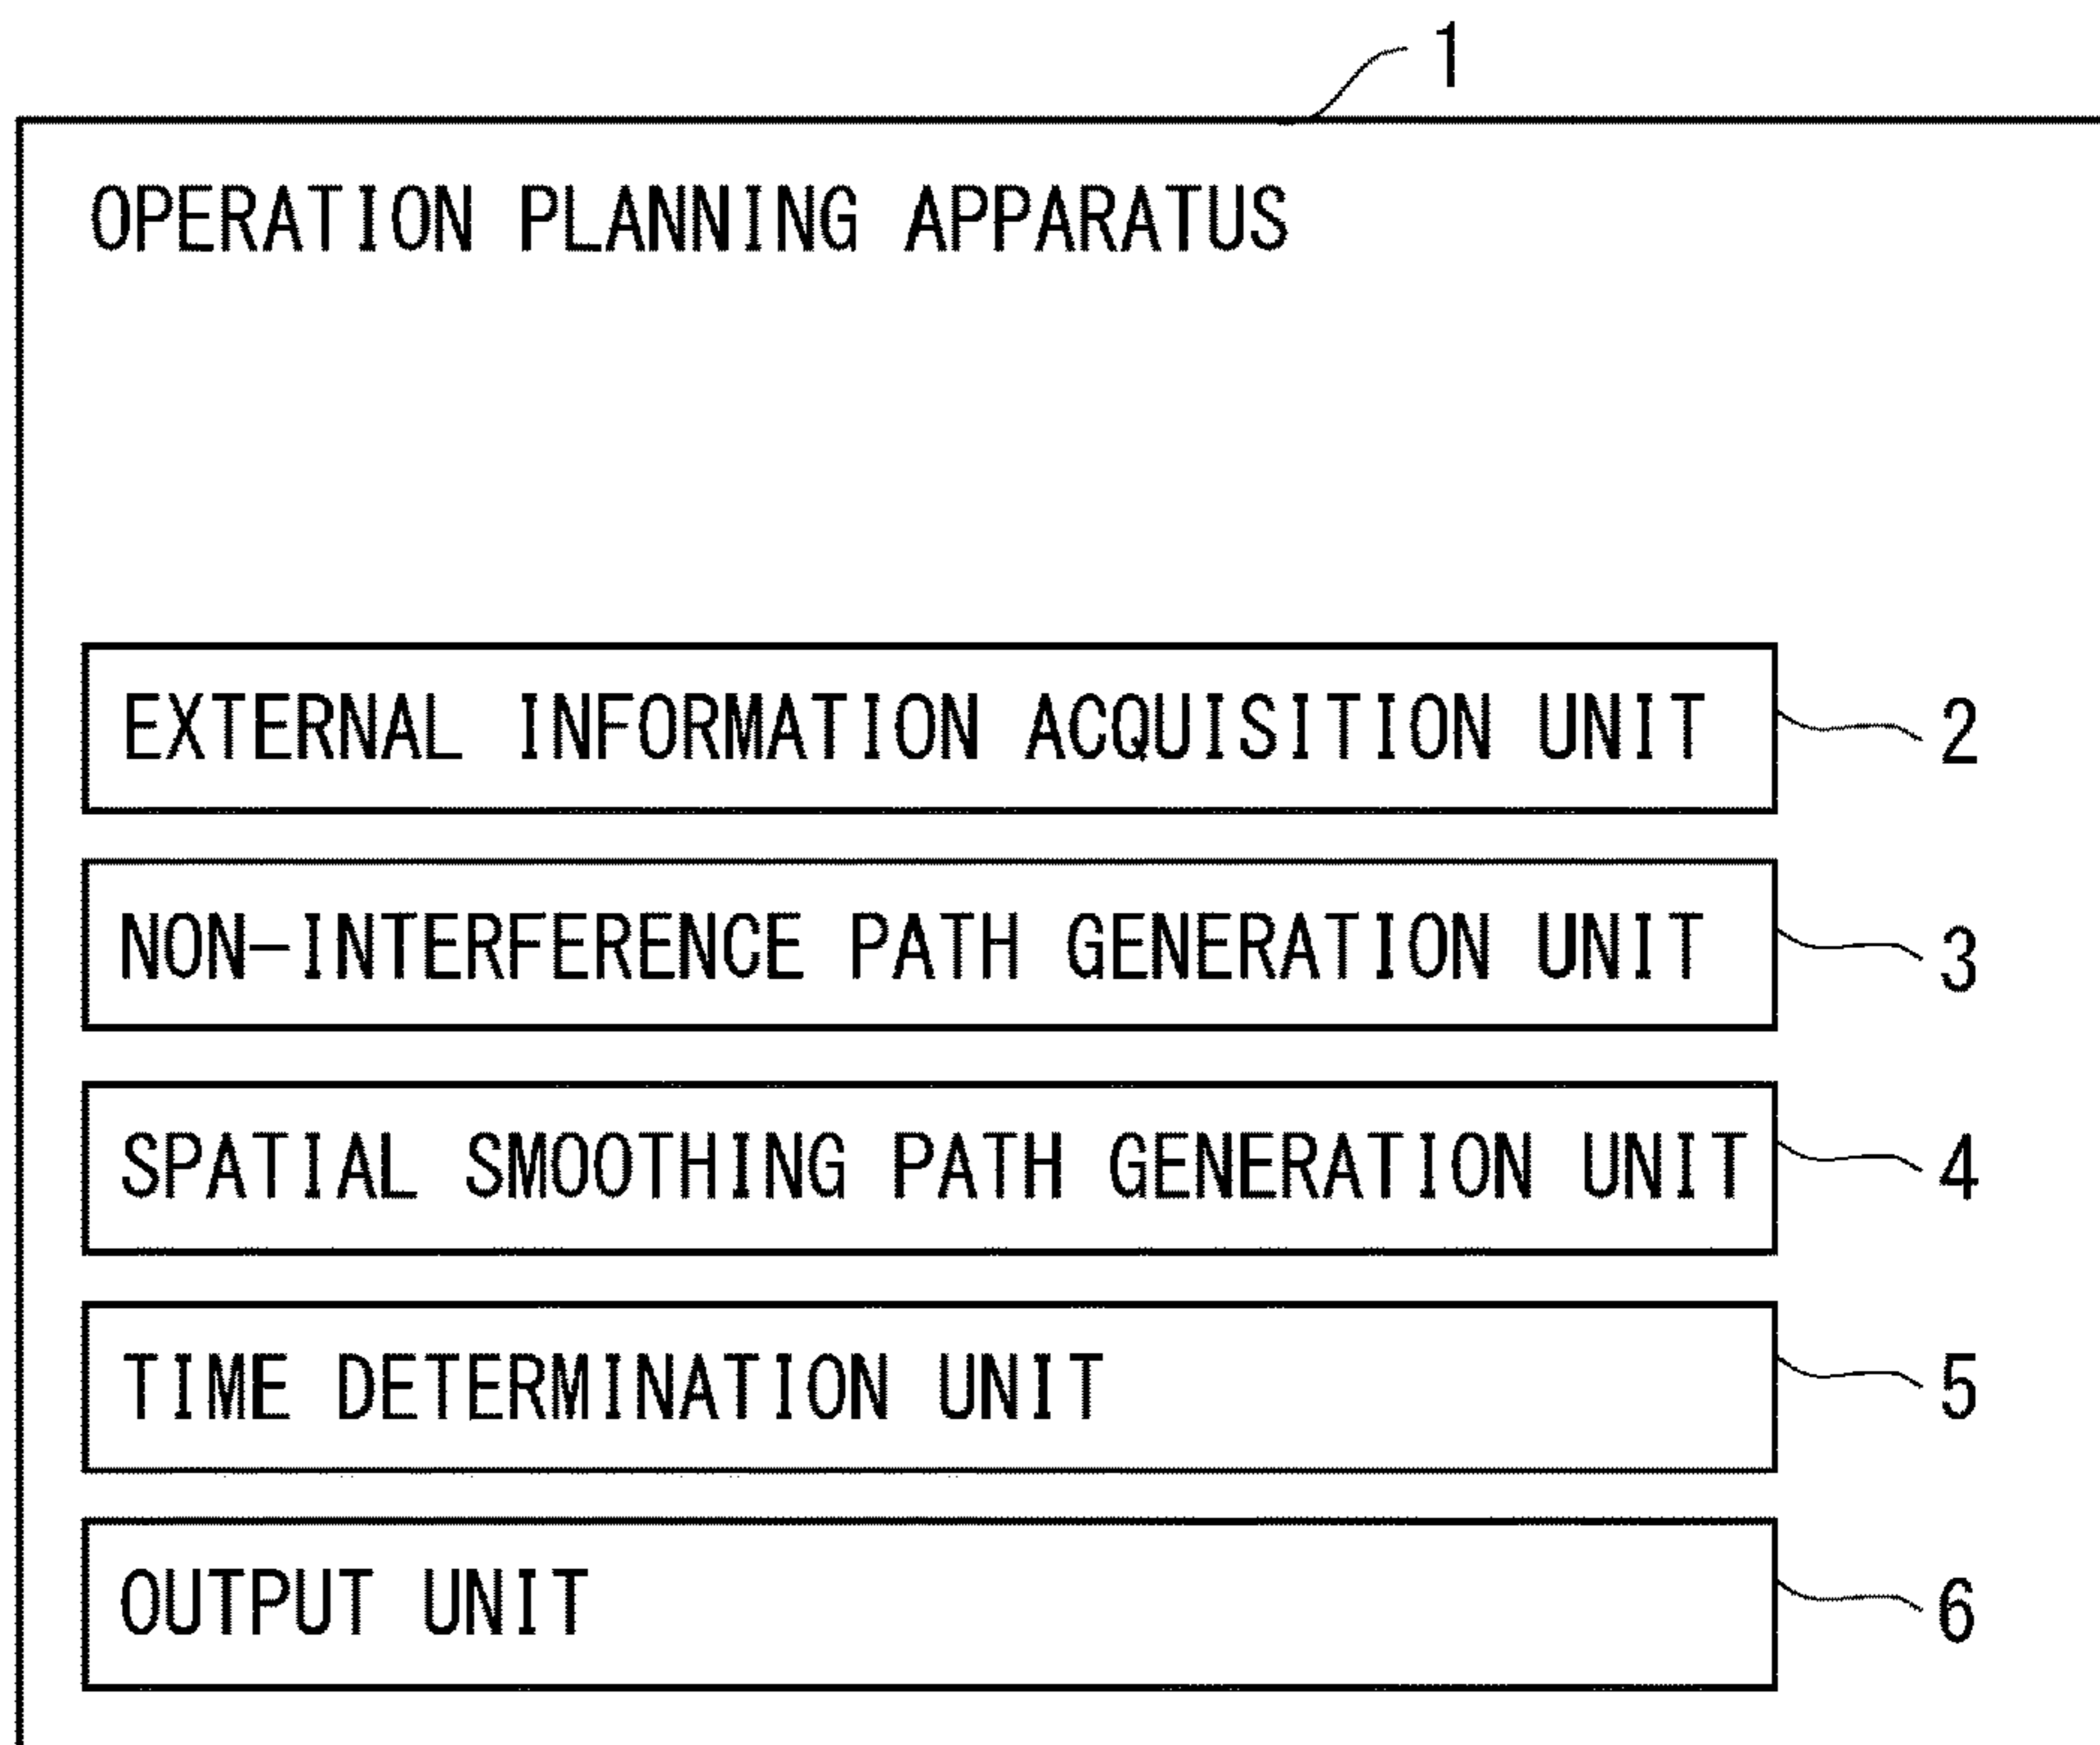 1
OPERATION PLANNING APPARATUS
EXTERNAL INFORMATION ACQUISITION UNIT 2
NON-INTERFERENCE PATH GENERATION UNIT 3
SPATIAL SMOOTHING PATH GENERATION UNIT 4
TIME DETERMINATION UNIT 5
OUTPUT UNIT 6